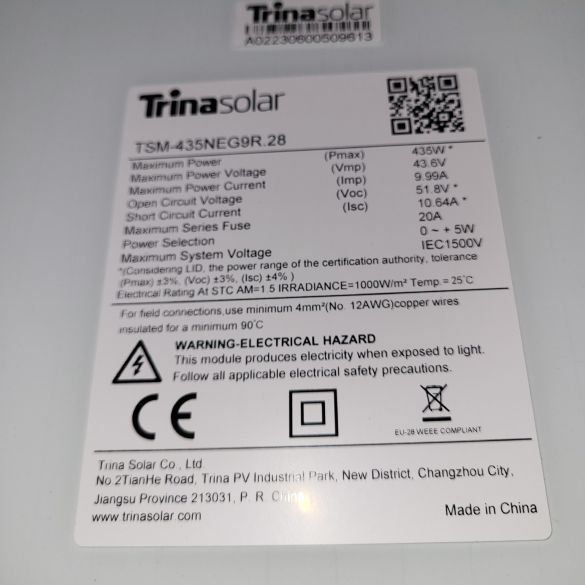 Trinasolar
A02230600509613
Trinasolar
TSM-435NEG9R.28
Maximum Power (Pmax) 435W *
Maximum Power Voltage (Vmp) 43.6V
Maximum Power Current (Imp) 9.99A
Open Circuit Voltage (Voc) 51.8V *
Short Circuit Current (Isc) 10.64A *
Maximum Series Fuse 20A
Power Selection 0 ~ + 5W
Maximum System Voltage IEC1500V
*(Considering LID, the power range of the certification authority, tolerance
(Pmax) ±3%, (Voc) ±3%, (Isc) ±4% )
Electrical Rating At STC AM=1.5 IRRADIANCE=1000W/m² Temp.= 25°C
For field connections,use minimum 4mm²(No. 12AWG)copper wires
insulated for a minimum 90°C
WARNING-ELECTRICAL HAZARD
This module produces electricity when exposed to light.
Follow all applicable electrical safety precautions.
CE
EU-28 WEEE COMPLIANT
Trina Solar Co., Ltd
No.2TianHe Road, Trina PV Industrial Park, New District, Changzhou City,
Jiangsu Province 213031, P. R. China
www.trinasolar.com
Made in China